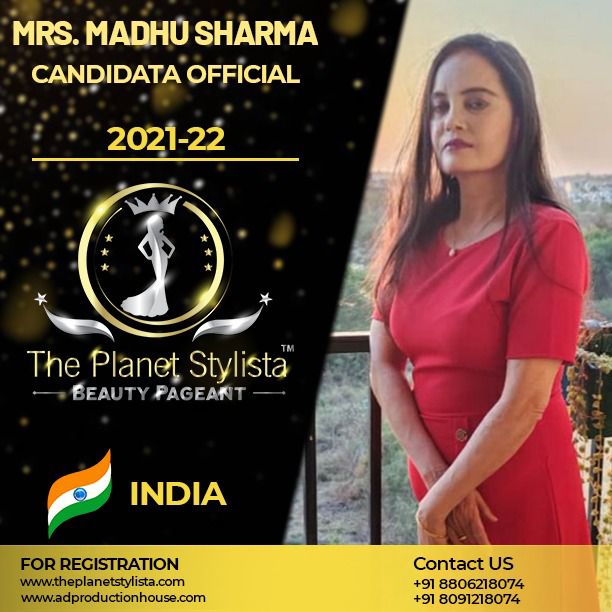 MRS. MADHU SHARMA
CANDIDATA OFFICIAL
2021-22
The Planet Stylista™
BEAUTY PAGEANT
INDIA
FOR REGISTRATION
www.theplanetstylista.com
www.adproductionhouse.com
Contact US
+91 8806218074
+91 8091218074